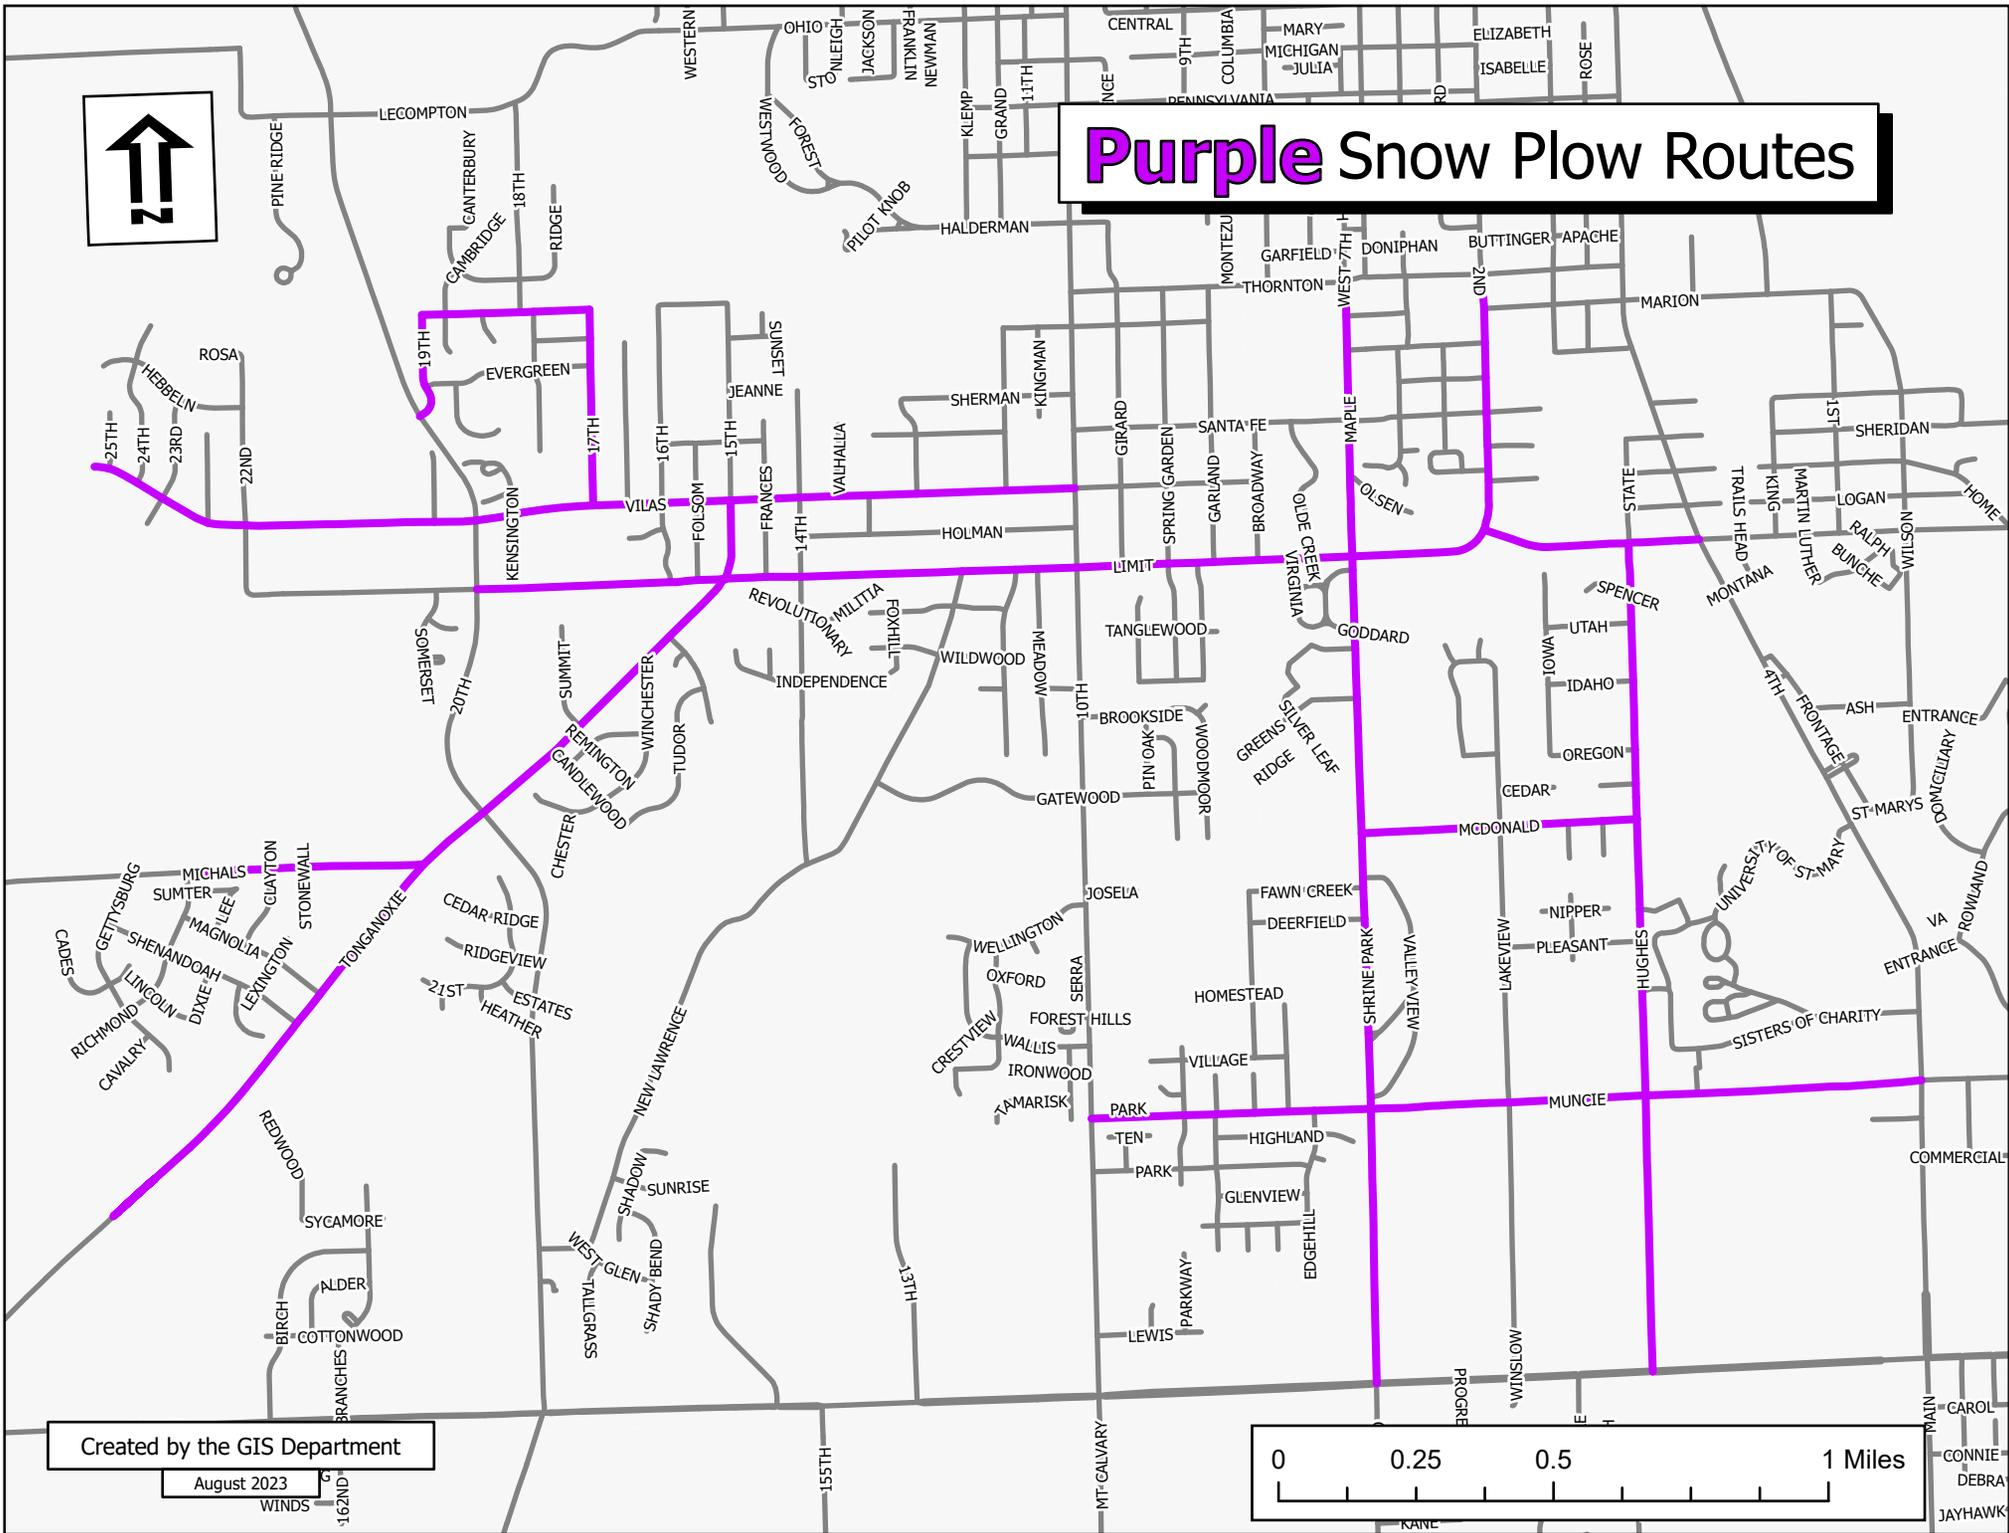 Purple Snow Plow Routes
N
OHIO
WESTERN
JACKSON
FRANKLIN
NEWMAN
CENTRAL
9TH
COLUMBIA
MARY
MICHIGAN
JULIA
ELIZABETH
ISABELLE
ROSE
PENNSYLVANIA
LECOMPTON
PINE RIDGE
CANTERBURY
CAMBRIDGE
18TH
RIDGE
WESTWOOD
FOREST
PILOT KNOB
KLEMP
GRAND
11TH
HALDERMAN
GARFIELD
DONIPHAN
BUTTINGER
APACHE
THORNTON
WEST 7TH
2ND
MARION
ROSA
HEBBELN
25TH
24TH
23RD
22ND
19TH
EVERGREEN
17TH
16TH
15TH
SUNSET
JEANNE
SHERMAN
KINGMAN
GIRARD
SANTA FE
MAPLE
1ST
SHERIDAN
KENSINGTON
VILAS
FOLSOM
FRANCES
14TH
VALHALLA
HOLMAN
SPRING GARDEN
GARLAND
BROADWAY
OLDE CREEK
OLSEN
STATE
TRAILS HEAD
KING
MARTIN LUTHER
LOGAN
HOME
RALPH
BUNCHE
WILSON
LIMIT
VIRGINIA
MONTANA
SPENCER
UTAH
IOWA
IDAHO
OREGON
SOMERSET
20TH
SUMMIT
WINCHESTER
REMINGTON
CANDLEWOOD
TUDOR
CHESTER
REVOLUTIONARY
MILITIA
FOXHILL
INDEPENDENCE
WILDWOOD
MEADOW
10TH
TANGLEWOOD
GODDARD
BROOKSIDE
PIN OAK
WOODMOOR
GREENS
RIDGE
SILVER LEAF
GATEWOOD
4TH
FRONTAGE
ASH
ENTRANCE
DOMICILIARY
ST MARYS
CEDAR
MCDONALD
UNIVERSITY OF ST MARY
MICHALS
SUMTER
GETTYSBURG
LEE
CLAYTON
STONEWALL
MAGNOLIA
SHENANDOAH
CADES
LINCOLN
DIXIE
LEXINGTON
RICHMOND
CAVALRY
TONGANOXIE
CEDAR RIDGE
RIDGEVIEW
21ST
ESTATES
HEATHER
NEW LAWRENCE
JOSELA
WELLINGTON
OXFORD
SERRA
CRESTVIEW
FOREST HILLS
WALLIS
IRONWOOD
TAMARISK
FAWN CREEK
DEERFIELD
HOMESTEAD
VILLAGE
SHRINE PARK
VALLEY VIEW
LAKEVIEW
NIPPER
PLEASANT
HUGHES
SISTERS OF CHARITY
VA
ENTRANCE
ROWLAND
PARK
MUNCIE
TEN
PARK
HIGHLAND
GLENVIEW
EDGEHILL
COMMERCIAL
REDWOOD
SYCAMORE
ALDER
BIRCH
COTTONWOOD
BRANCHES
SHADOW
SUNRISE
WEST GLEN
TAILGRASS
SHADY BEND
13TH
PARKWAY
LEWIS
WINSLOW
PROGRE
MAIN
CAROL
CONNIE
DEBRA
JAYHAWK
KANE
MT CALVARY
155TH
162ND
WINDS
Created by the GIS Department
August 2023
0 0.25 0.5 1 Miles